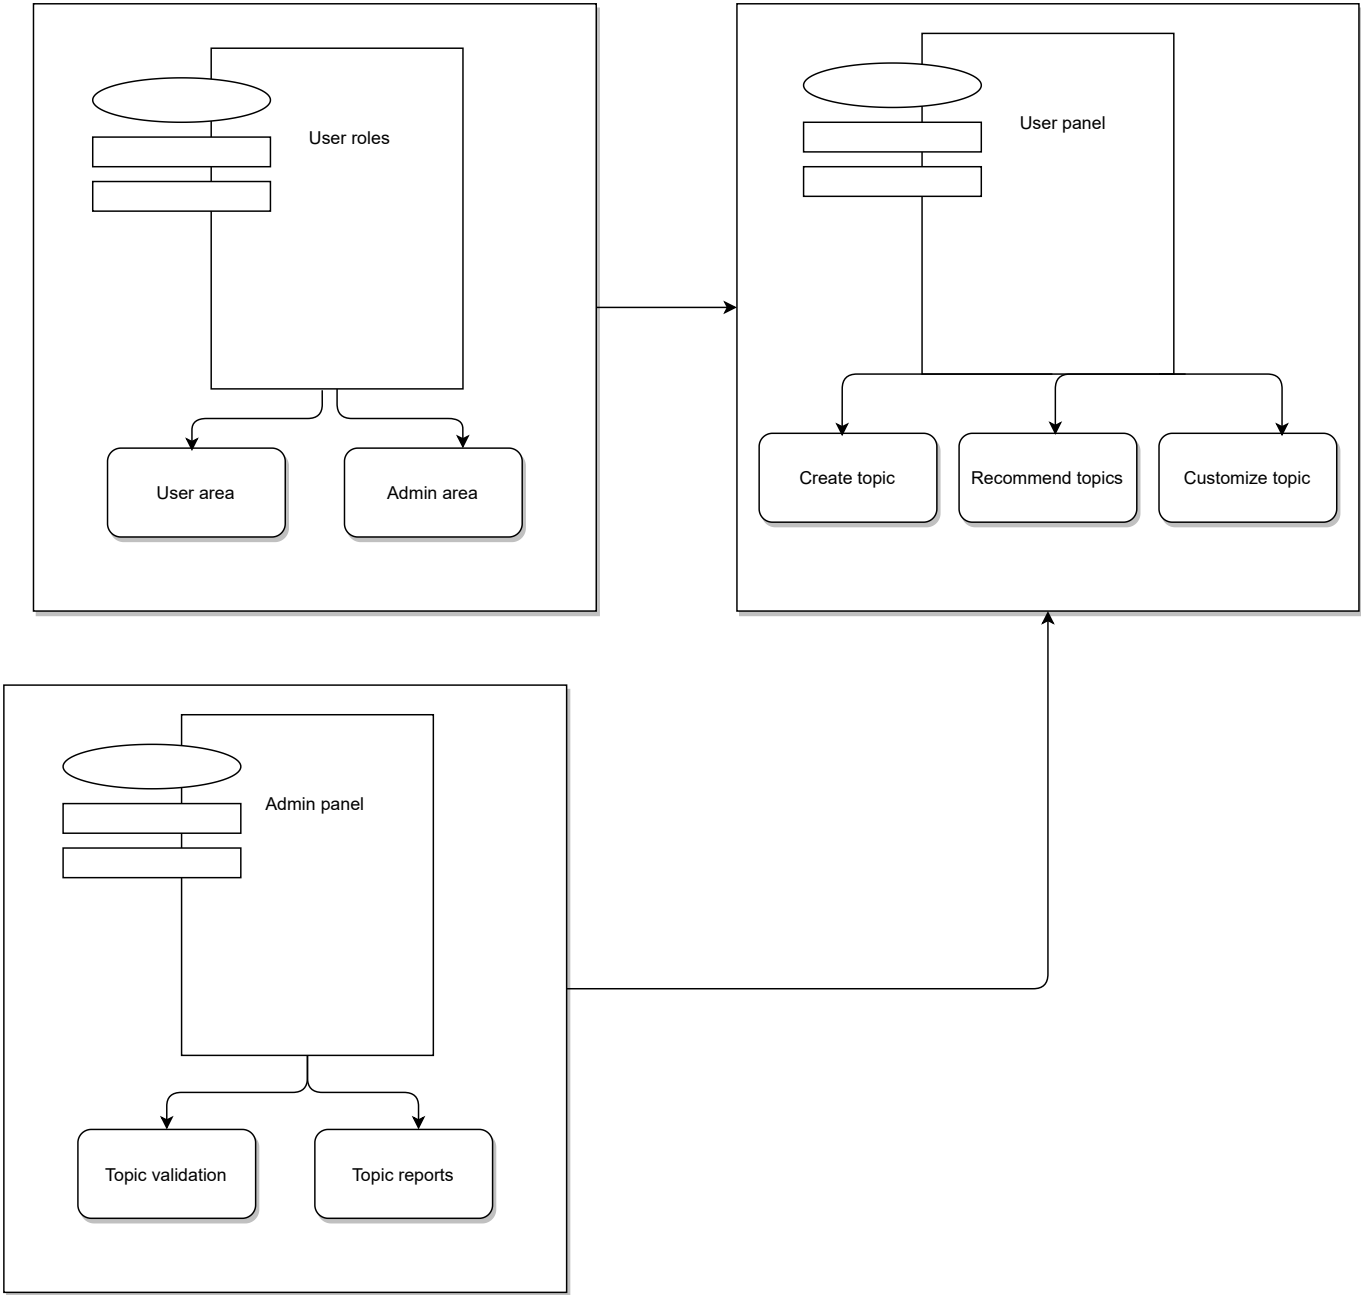 User roles
User area
Admin area
User panel
Create topic
Recommend topics
Customize topic
Admin panel
Topic validation
Topic reports